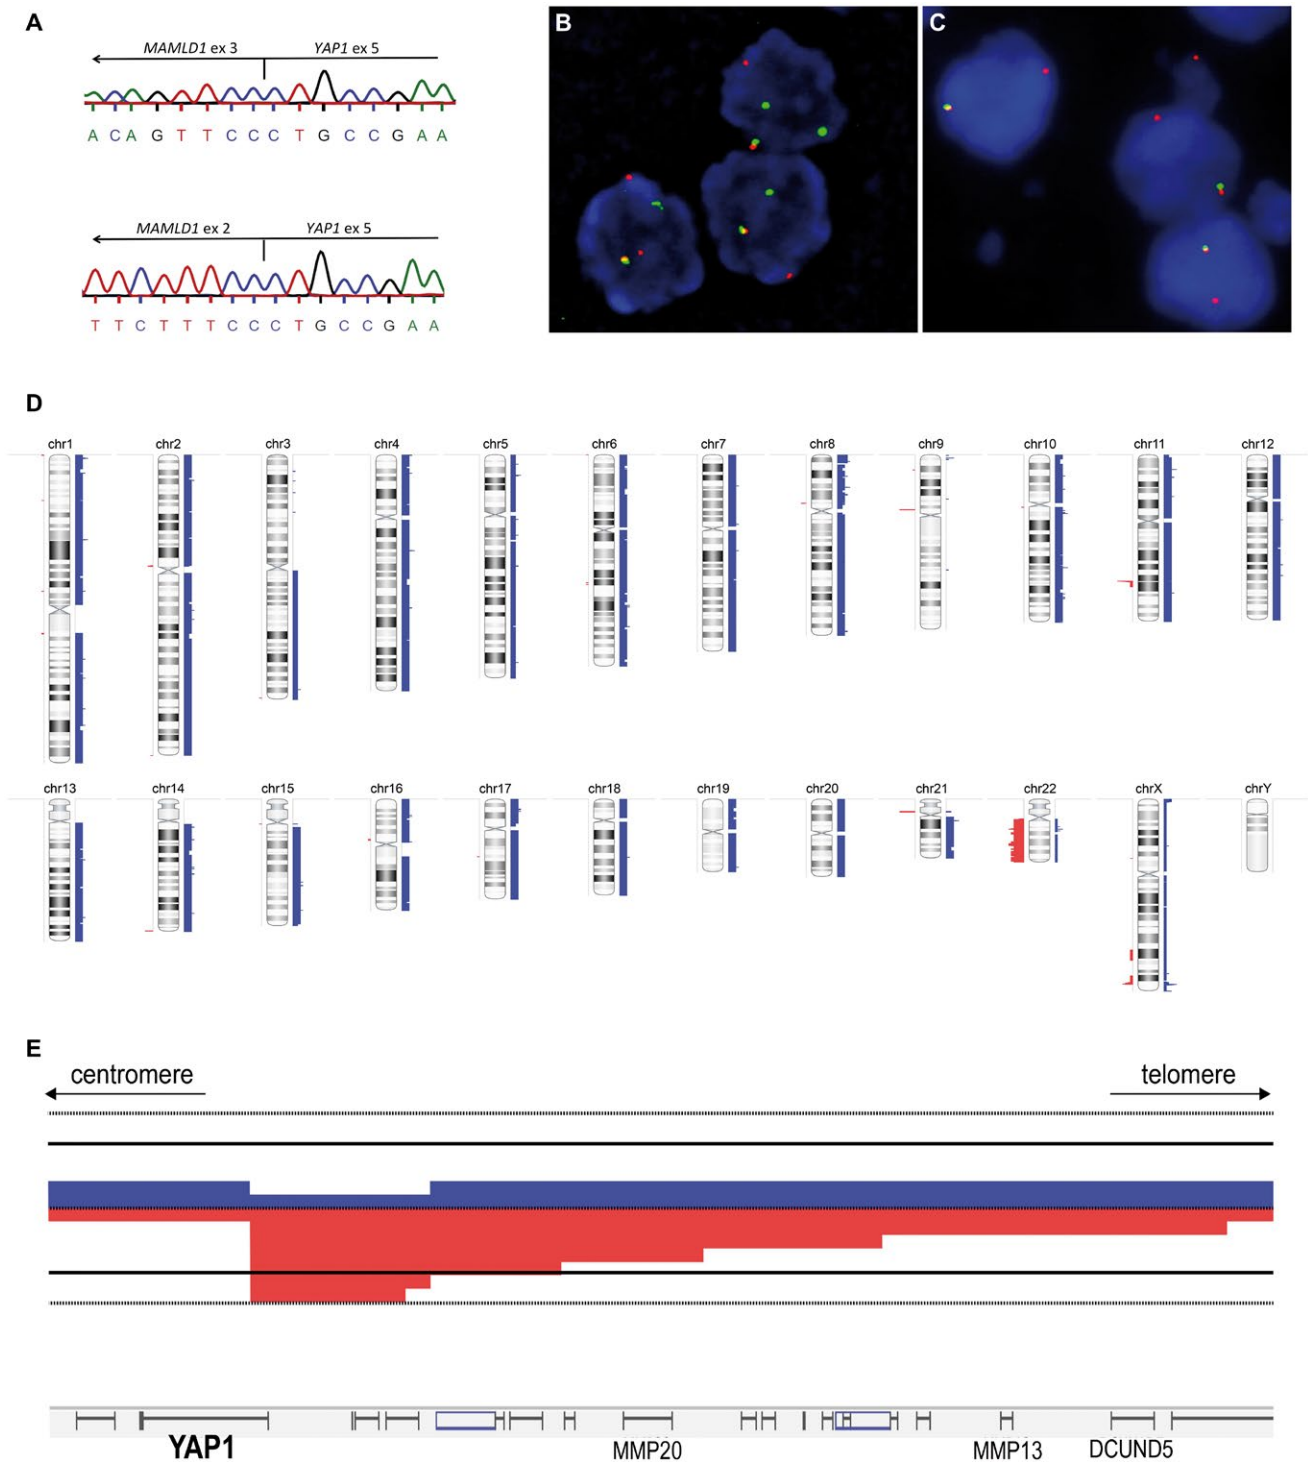 A
MAMLD1 ex 3 YAP1 ex 5
A C A G T T C C C T G C C G A A
MAMLD1 ex 2 YAP1 ex 5
T T C T T T C C C T G C C G A A
B
C
D
chr1 chr2 chr3 chr4 chr5 chr6 chr7 chr8 chr9 chr10 chr11 chr12
chr13 chr14 chr15 chr16 chr17 chr18 chr19 chr20 chr21 chr22 chrX chrY
E
centromere telomere
YAP1 MMP20 MMP13 DCUND5